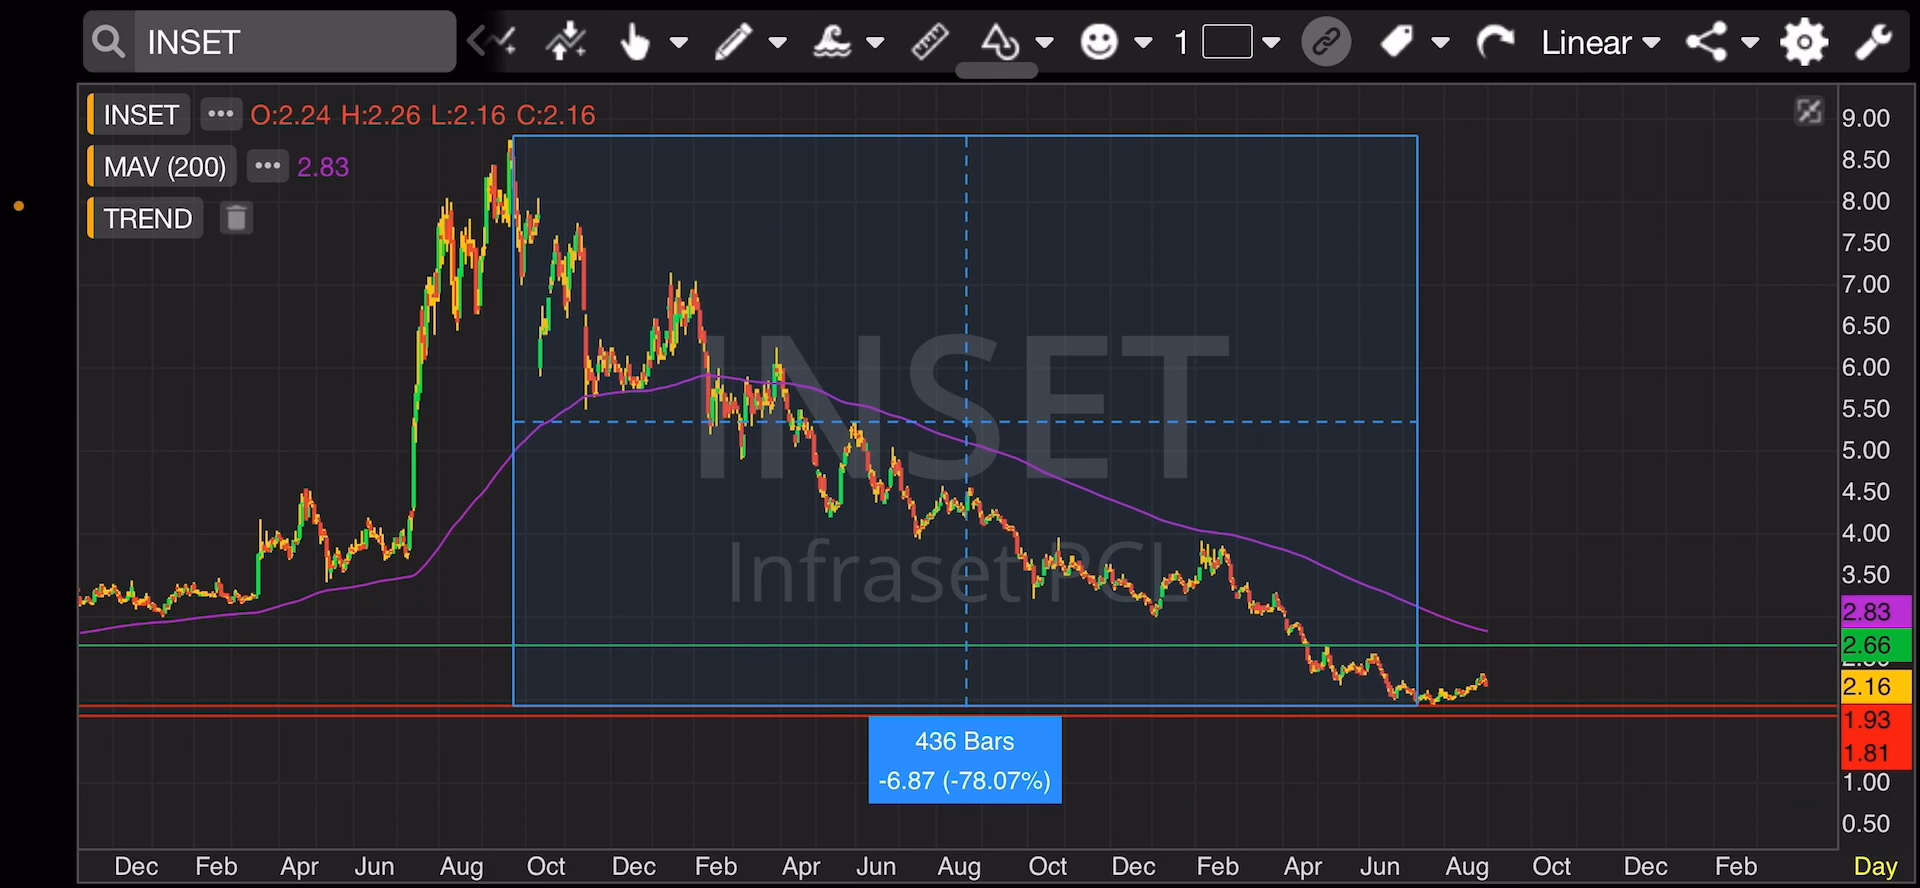 INSET 1 Linear
INSET ••• O:2.24 H:2.26 L:2.16 C:2.16
MAV (200) ••• 2.83
TREND
INSET
Infraset PCL
436 Bars
-6.87 (-78.07%)
9.00
8.50
8.00
7.50
7.00
6.50
6.00
5.50
5.00
4.50
4.00
3.50
2.83
2.66
2.16
1.93
1.81
1.00
0.50
Dec Feb Apr Jun Aug Oct Dec Feb Apr Jun Aug Oct Dec Feb Apr Jun Aug Oct Dec Feb Day